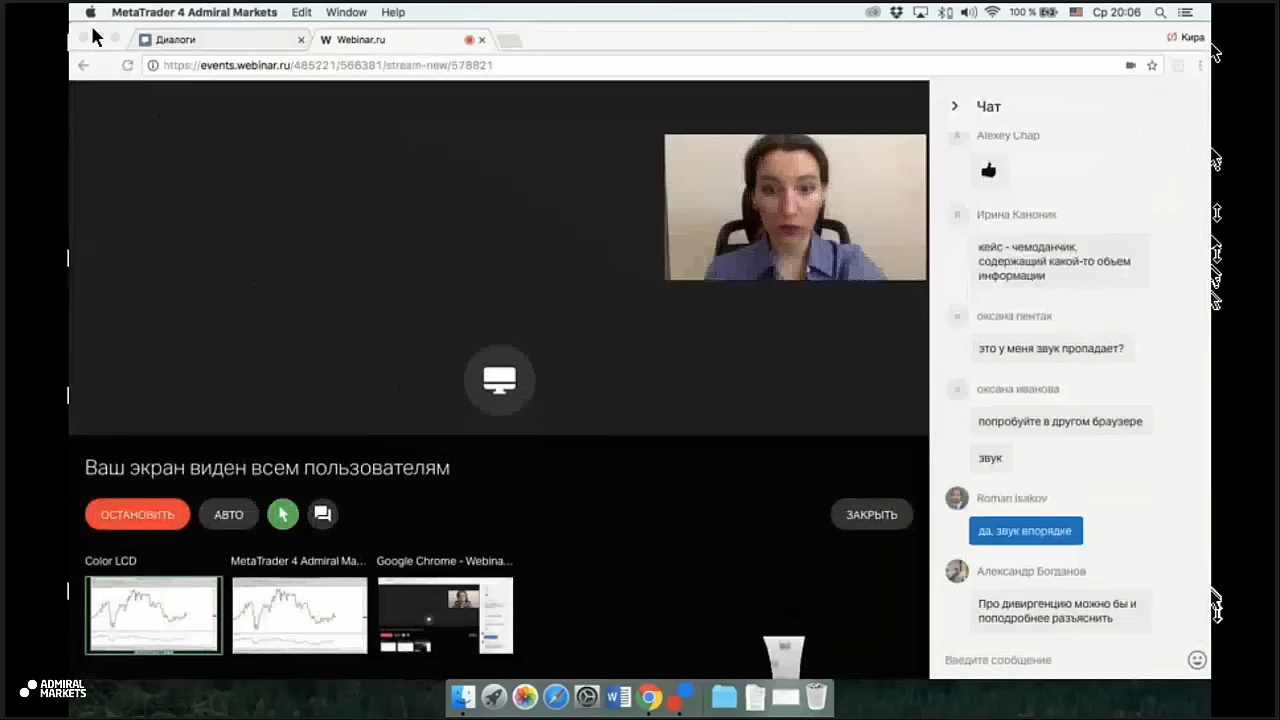 MetaTrader 4 Admiral Markets Edit Window Help
100 % Ср 20:06
Диалоги
Webinar.ru
Кира
https://events.webinar.ru/485221/566381/stream-new/578821
Чат
Alexey Chap
Ирина Каноник
кейс - чемоданчик,
содержащий какой-то объем
информации
оксана пентак
это у меня звук пропадает?
оксана иванова
попробуйте в другом браузере
звук
Roman Isakov
да, звук впорядке
Александр Богданов
Про дивиргенцию можно бы и
поподробнее разъяснить
Введите сообщение
Ваш экран виден всем пользователям
ОСТАНОВИТЬ
АВТО
ЗАКРЫТЬ
Color LCD
MetaTrader 4 Admiral Ma...
Google Chrome - Webina...
ADMIRAL
MARKETS